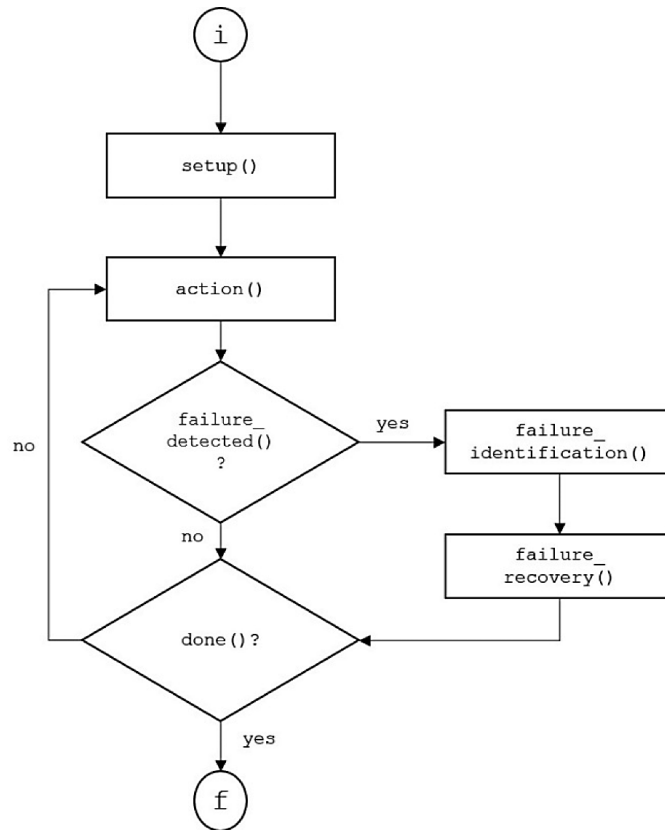 i
setup()
action()
failure_
detected()
?
yes
failure_
identification()
no
no
failure_
recovery()
done()?
yes
f